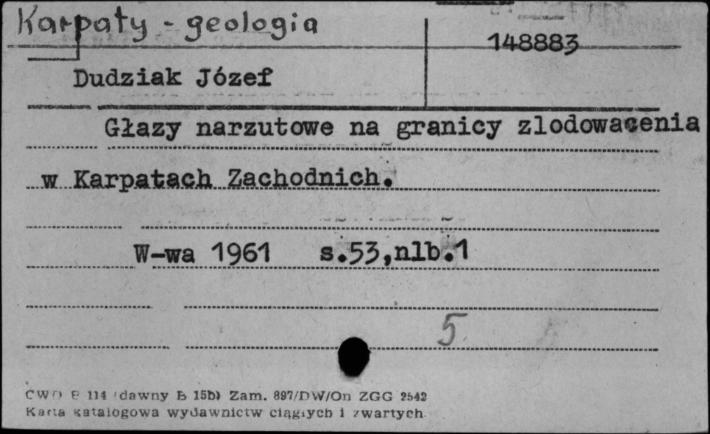 Karpaty - geologia
148883
Dudziak Józef
Głazy narzutowe na granicy zlodowacenia
w Karpatach Zachodnich.
W-wa 1961 s.53,nlb.1
5
114 (dawny B 15b) Zam. 897/DW/On ZGG 2542
Karta katalogowa wydawnictw ciągłych i zwartych